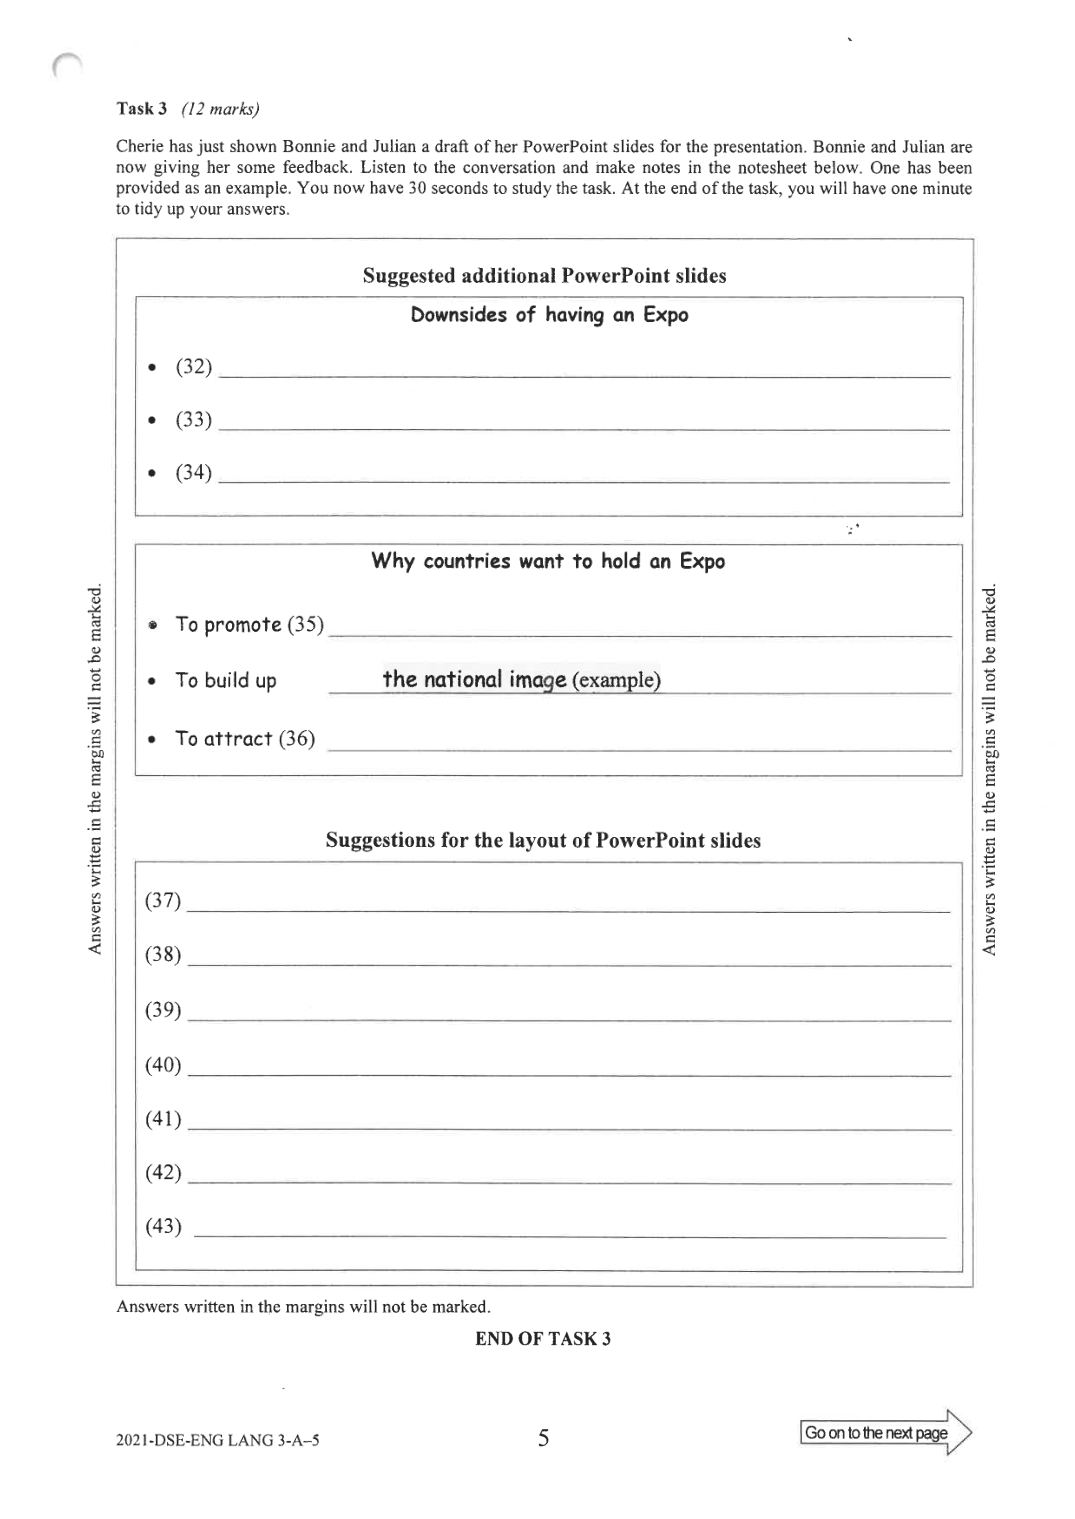 Task 3 (12 marks)
Cherie has just shown Bonnie and Julian a draft of her PowerPoint slides for the presentation. Bonnie and Julian are
now giving her some feedback. Listen to the conversation and make notes in the notesheet below. One has been
provided as an example. You now have 30 seconds to study the task. At the end of the task, you will have one minute
to tidy up your answers.
Suggested additional PowerPoint slides
Downsides of having an Expo
• (32)
• (33)
• (34)
Why countries want to hold an Expo
• To promote (35)
• To build up the national image (example)
• To attract (36)
Suggestions for the layout of PowerPoint slides
(37)
(38)
(39)
(40)
(41)
(42)
(43)
Answers written in the margins will not be marked.
Answers written in the margins will not be marked.
Answers written in the margins will not be marked.
END OF TASK 3
2021-DSE-ENG LANG 3-A–5
5
Go on to the next page